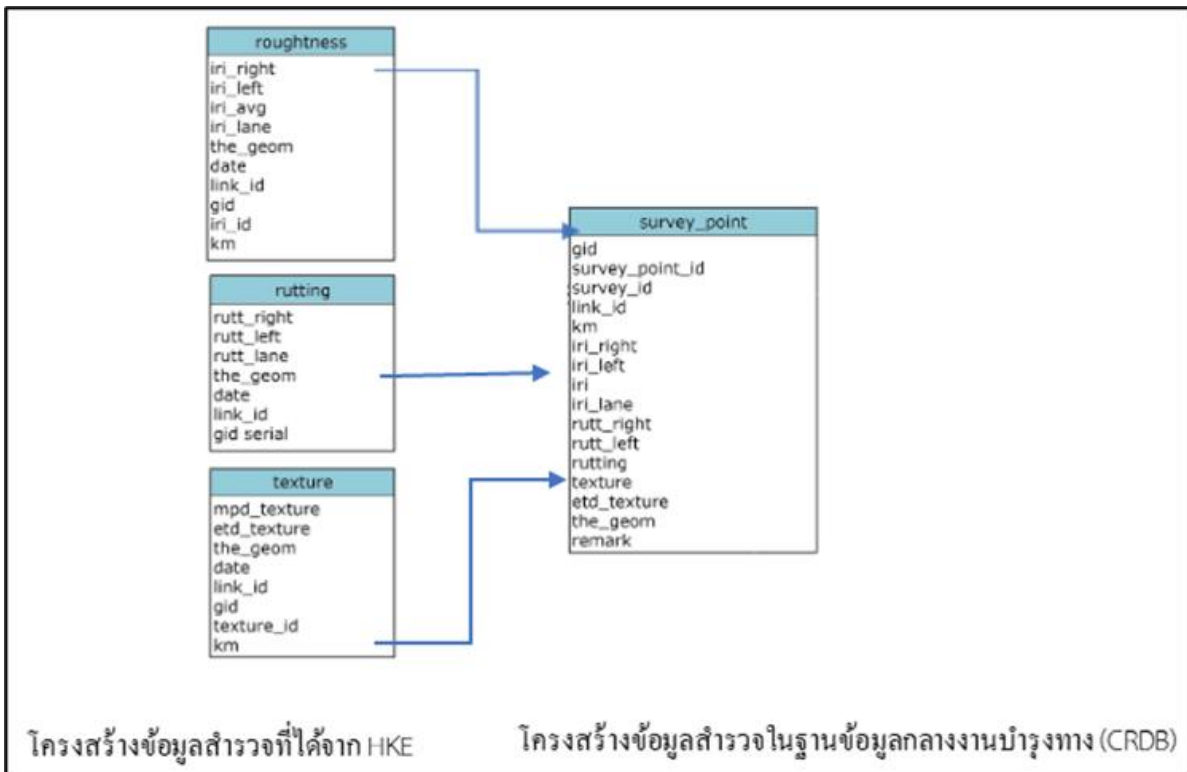 roughtness
iri_right
iri_left
iri_avg
iri_lane
the_geom
date
link_id
gid
iri_id
km
rutting
rutt_right
rutt_left
rutt_lane
the_geom
date
link_id
gid serial
texture
mpd_texture
etd_texture
the_geom
date
link_id
gid
texture_id
km
survey_point
gid
survey_point_id
survey_id
link_id
km
iri_right
iri_left
iri
iri_lane
rutt_right
rutt_left
rutting
texture
etd_texture
the_geom
remark
โครงสร้างข้อมูลสำรวจที่ได้จาก HKE
โครงสร้างข้อมูลสำรวจในฐานข้อมูลกลางงานบำรุงทาง (CRDB)